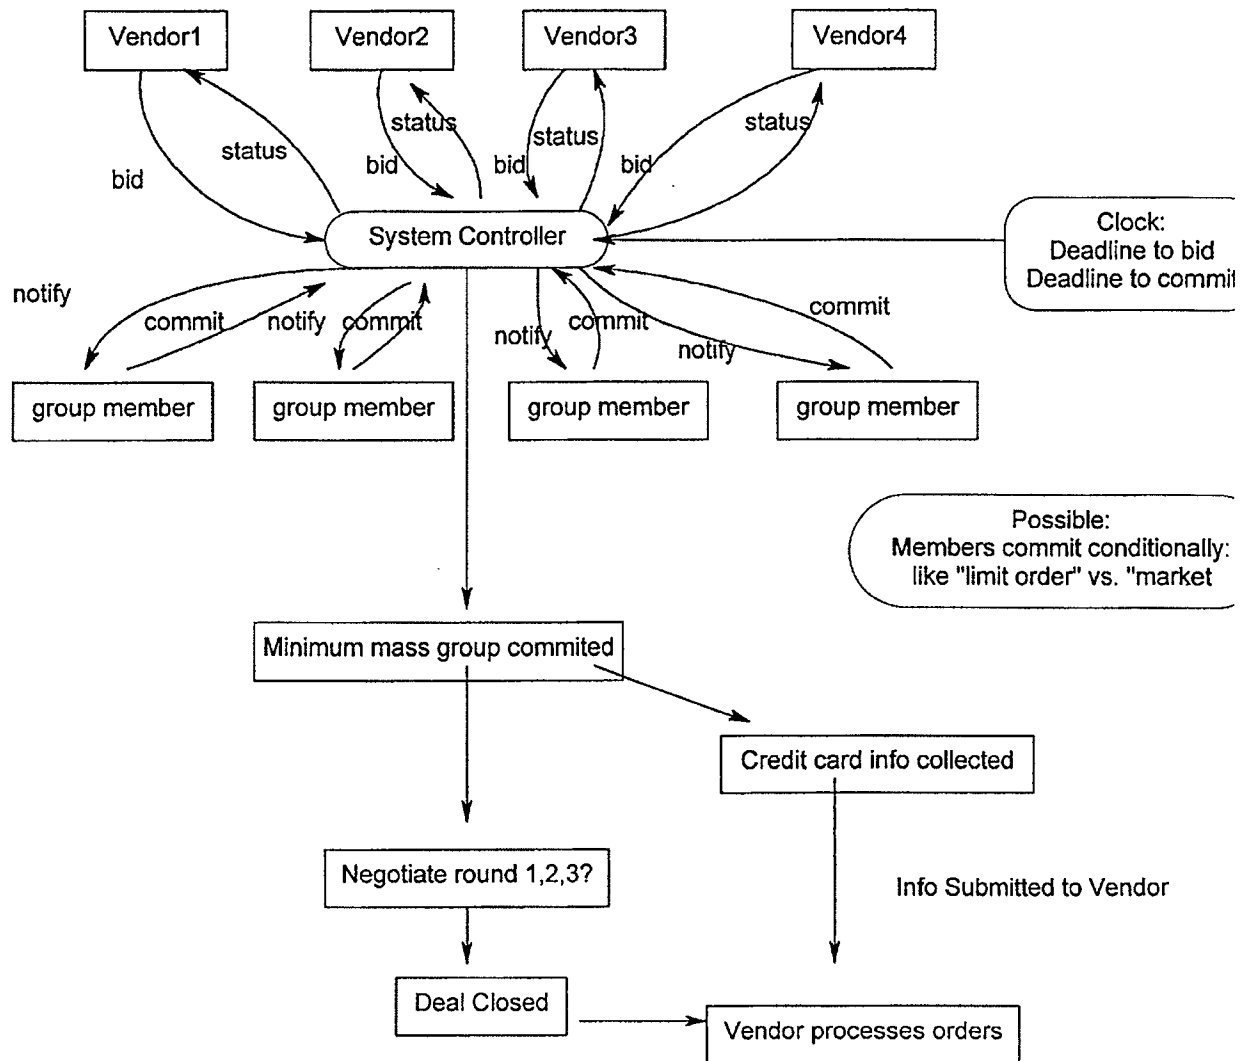 Vendor1
Vendor2
Vendor3
Vendor4
status
bid
status
bid
status
bid
status
bid
System Controller
Clock:
Deadline to bid
Deadline to commit
notify
commit
notify
commit
notify
commit
notify
commit
group member
group member
group member
group member
Possible:
Members commit conditionally:
like "limit order" vs. "market
Minimum mass group commited
Credit card info collected
Negotiate round 1,2,3?
Info Submitted to Vendor
Deal Closed
Vendor processes orders